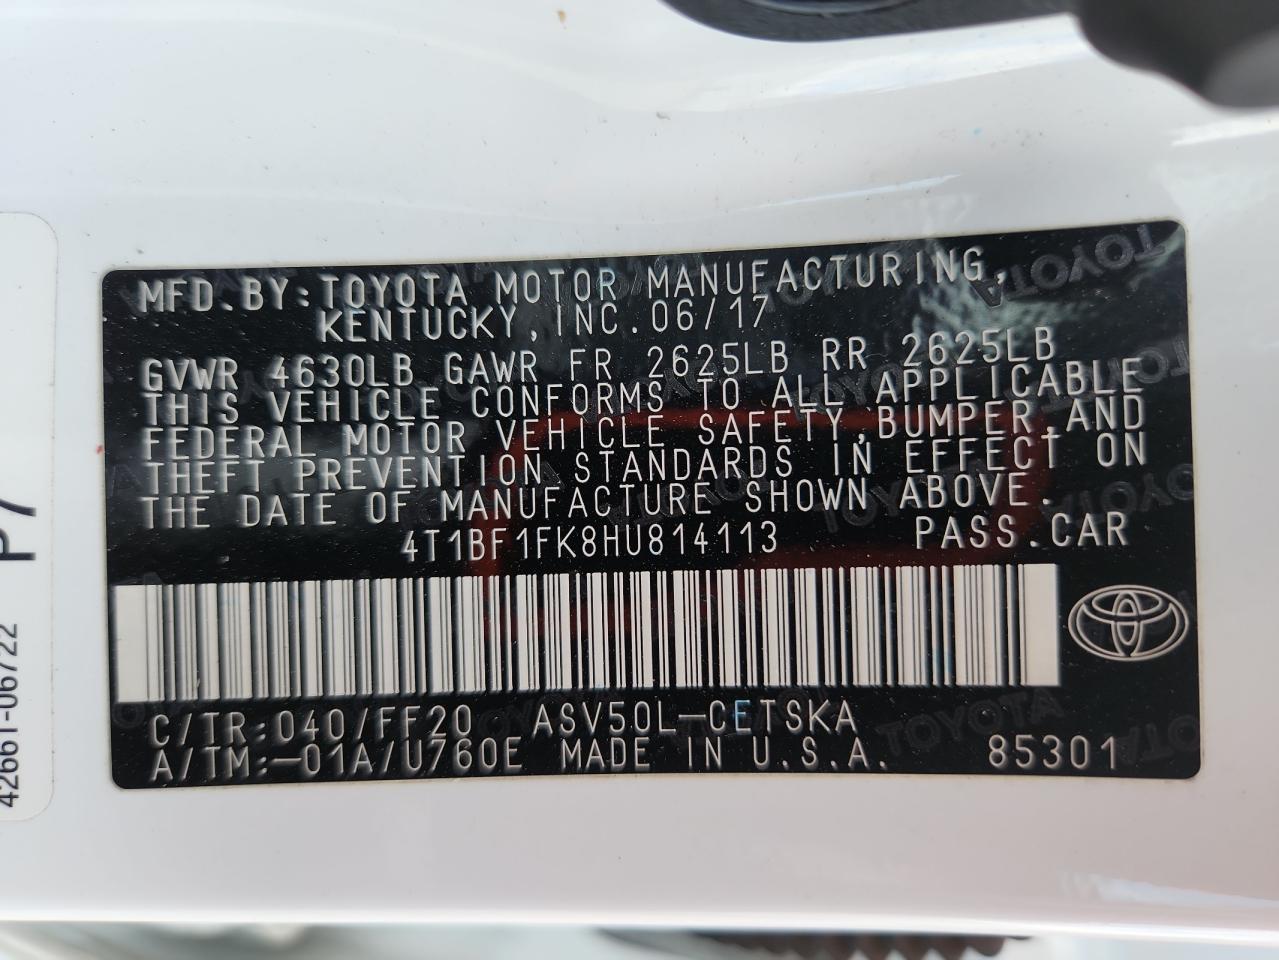 MFD.BY:TOYOTA MOTOR MANUFACTURING,
KENTUCKY,INC.06/17
GVWR 4630LB GAWR FR 2625LB RR 2625LB
THIS VEHICLE CONFORMS TO ALL APPLICABLE
FEDERAL MOTOR VEHICLE SAFETY,BUMPER,AND
THEFT PREVENTION STANDARDS IN EFFECT ON
THE DATE OF MANUFACTURE SHOWN ABOVE.
4T1BF1FK8HU814113 PASS.CAR
C/TR:040/FF20 ASV50L-CETSKA
A/TM:-01A/U760E MADE IN U.S.A. 85301
P7
42661-06722